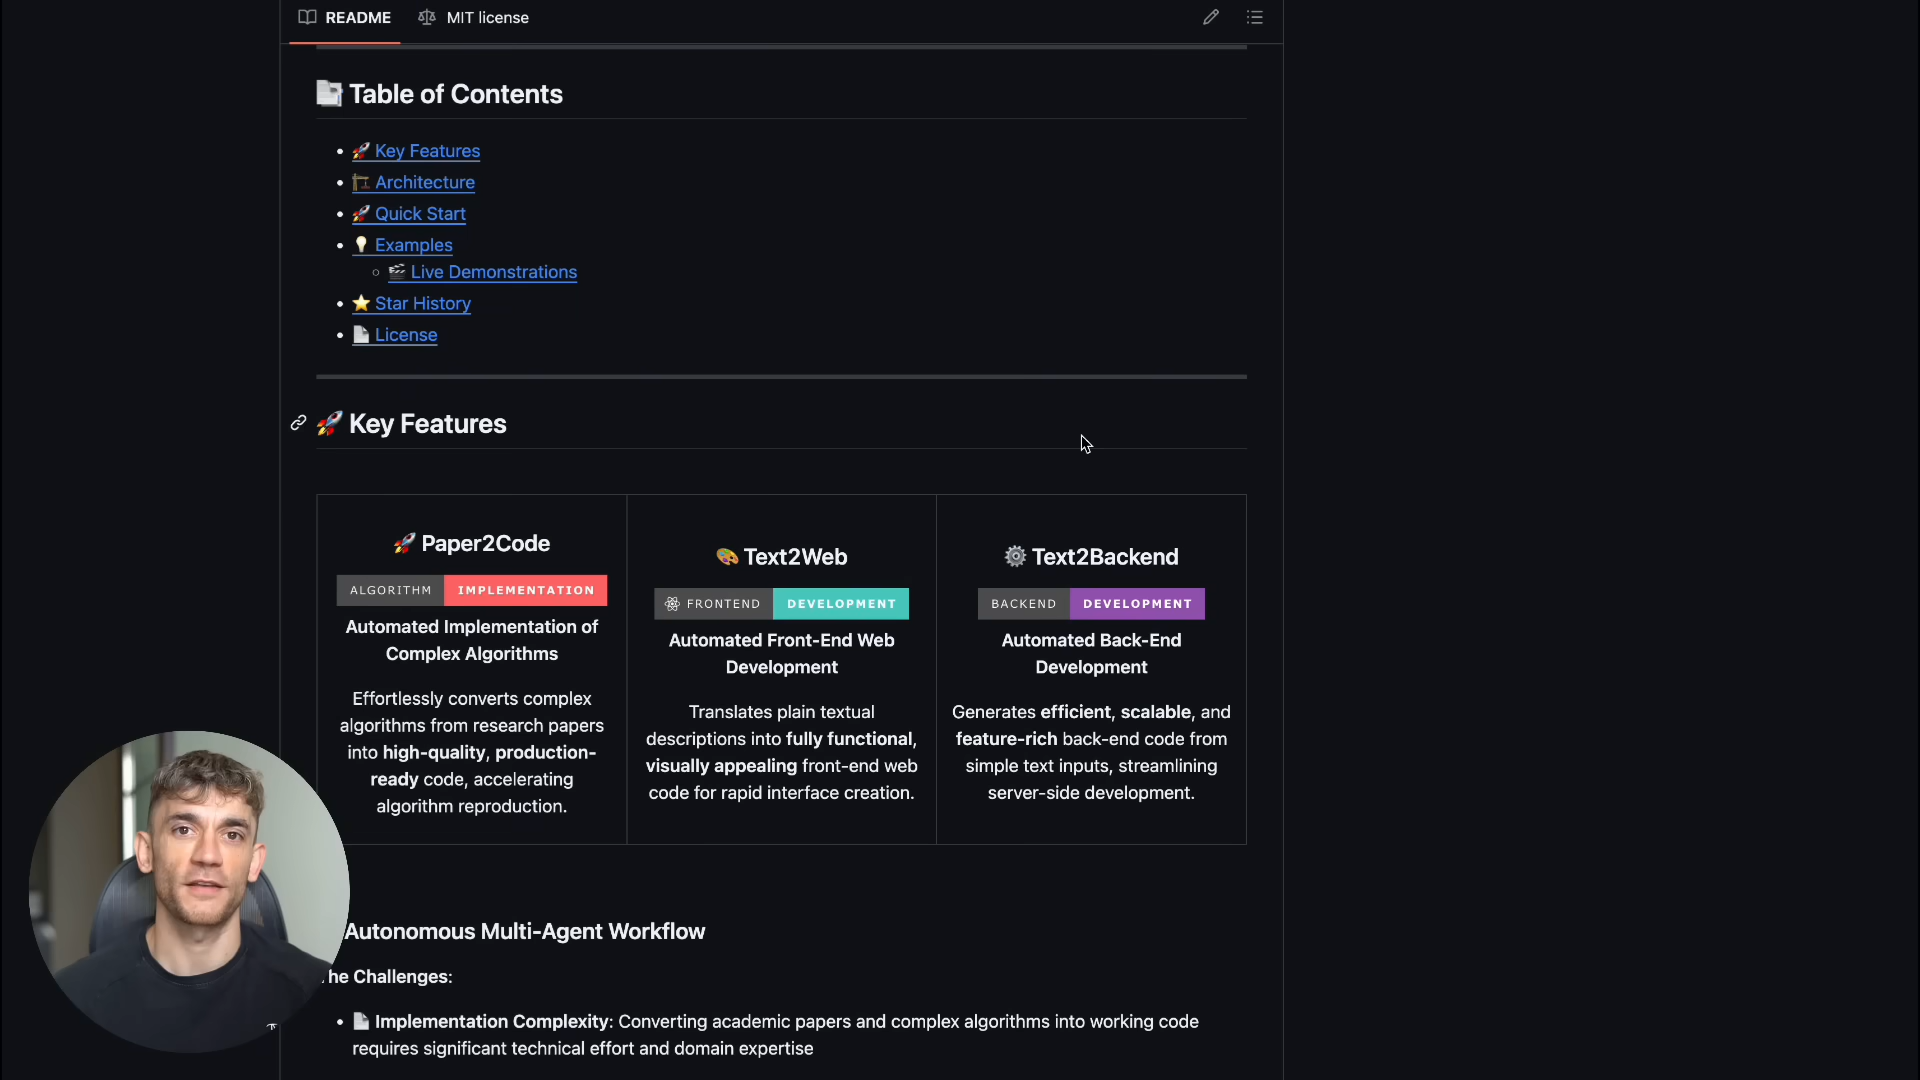 README
MIT license
Table of Contents
Key Features
Architecture
Quick Start
Examples
Live Demonstrations
Star History
License
Key Features
Paper2Code
ALGORITHM IMPLEMENTATION
Automated Implementation of
Complex Algorithms
Effortlessly converts complex
algorithms from research papers
into high-quality, production-
ready code, accelerating
algorithm reproduction.
Text2Web
FRONTEND DEVELOPMENT
Automated Front-End Web
Development
Translates plain textual
descriptions into fully functional,
visually appealing front-end web
code for rapid interface creation.
Text2Backend
BACKEND DEVELOPMENT
Automated Back-End
Development
Generates efficient, scalable, and
feature-rich back-end code from
simple text inputs, streamlining
server-side development.
Autonomous Multi-Agent Workflow
he Challenges:
Implementation Complexity: Converting academic papers and complex algorithms into working code
requires significant technical effort and domain expertise